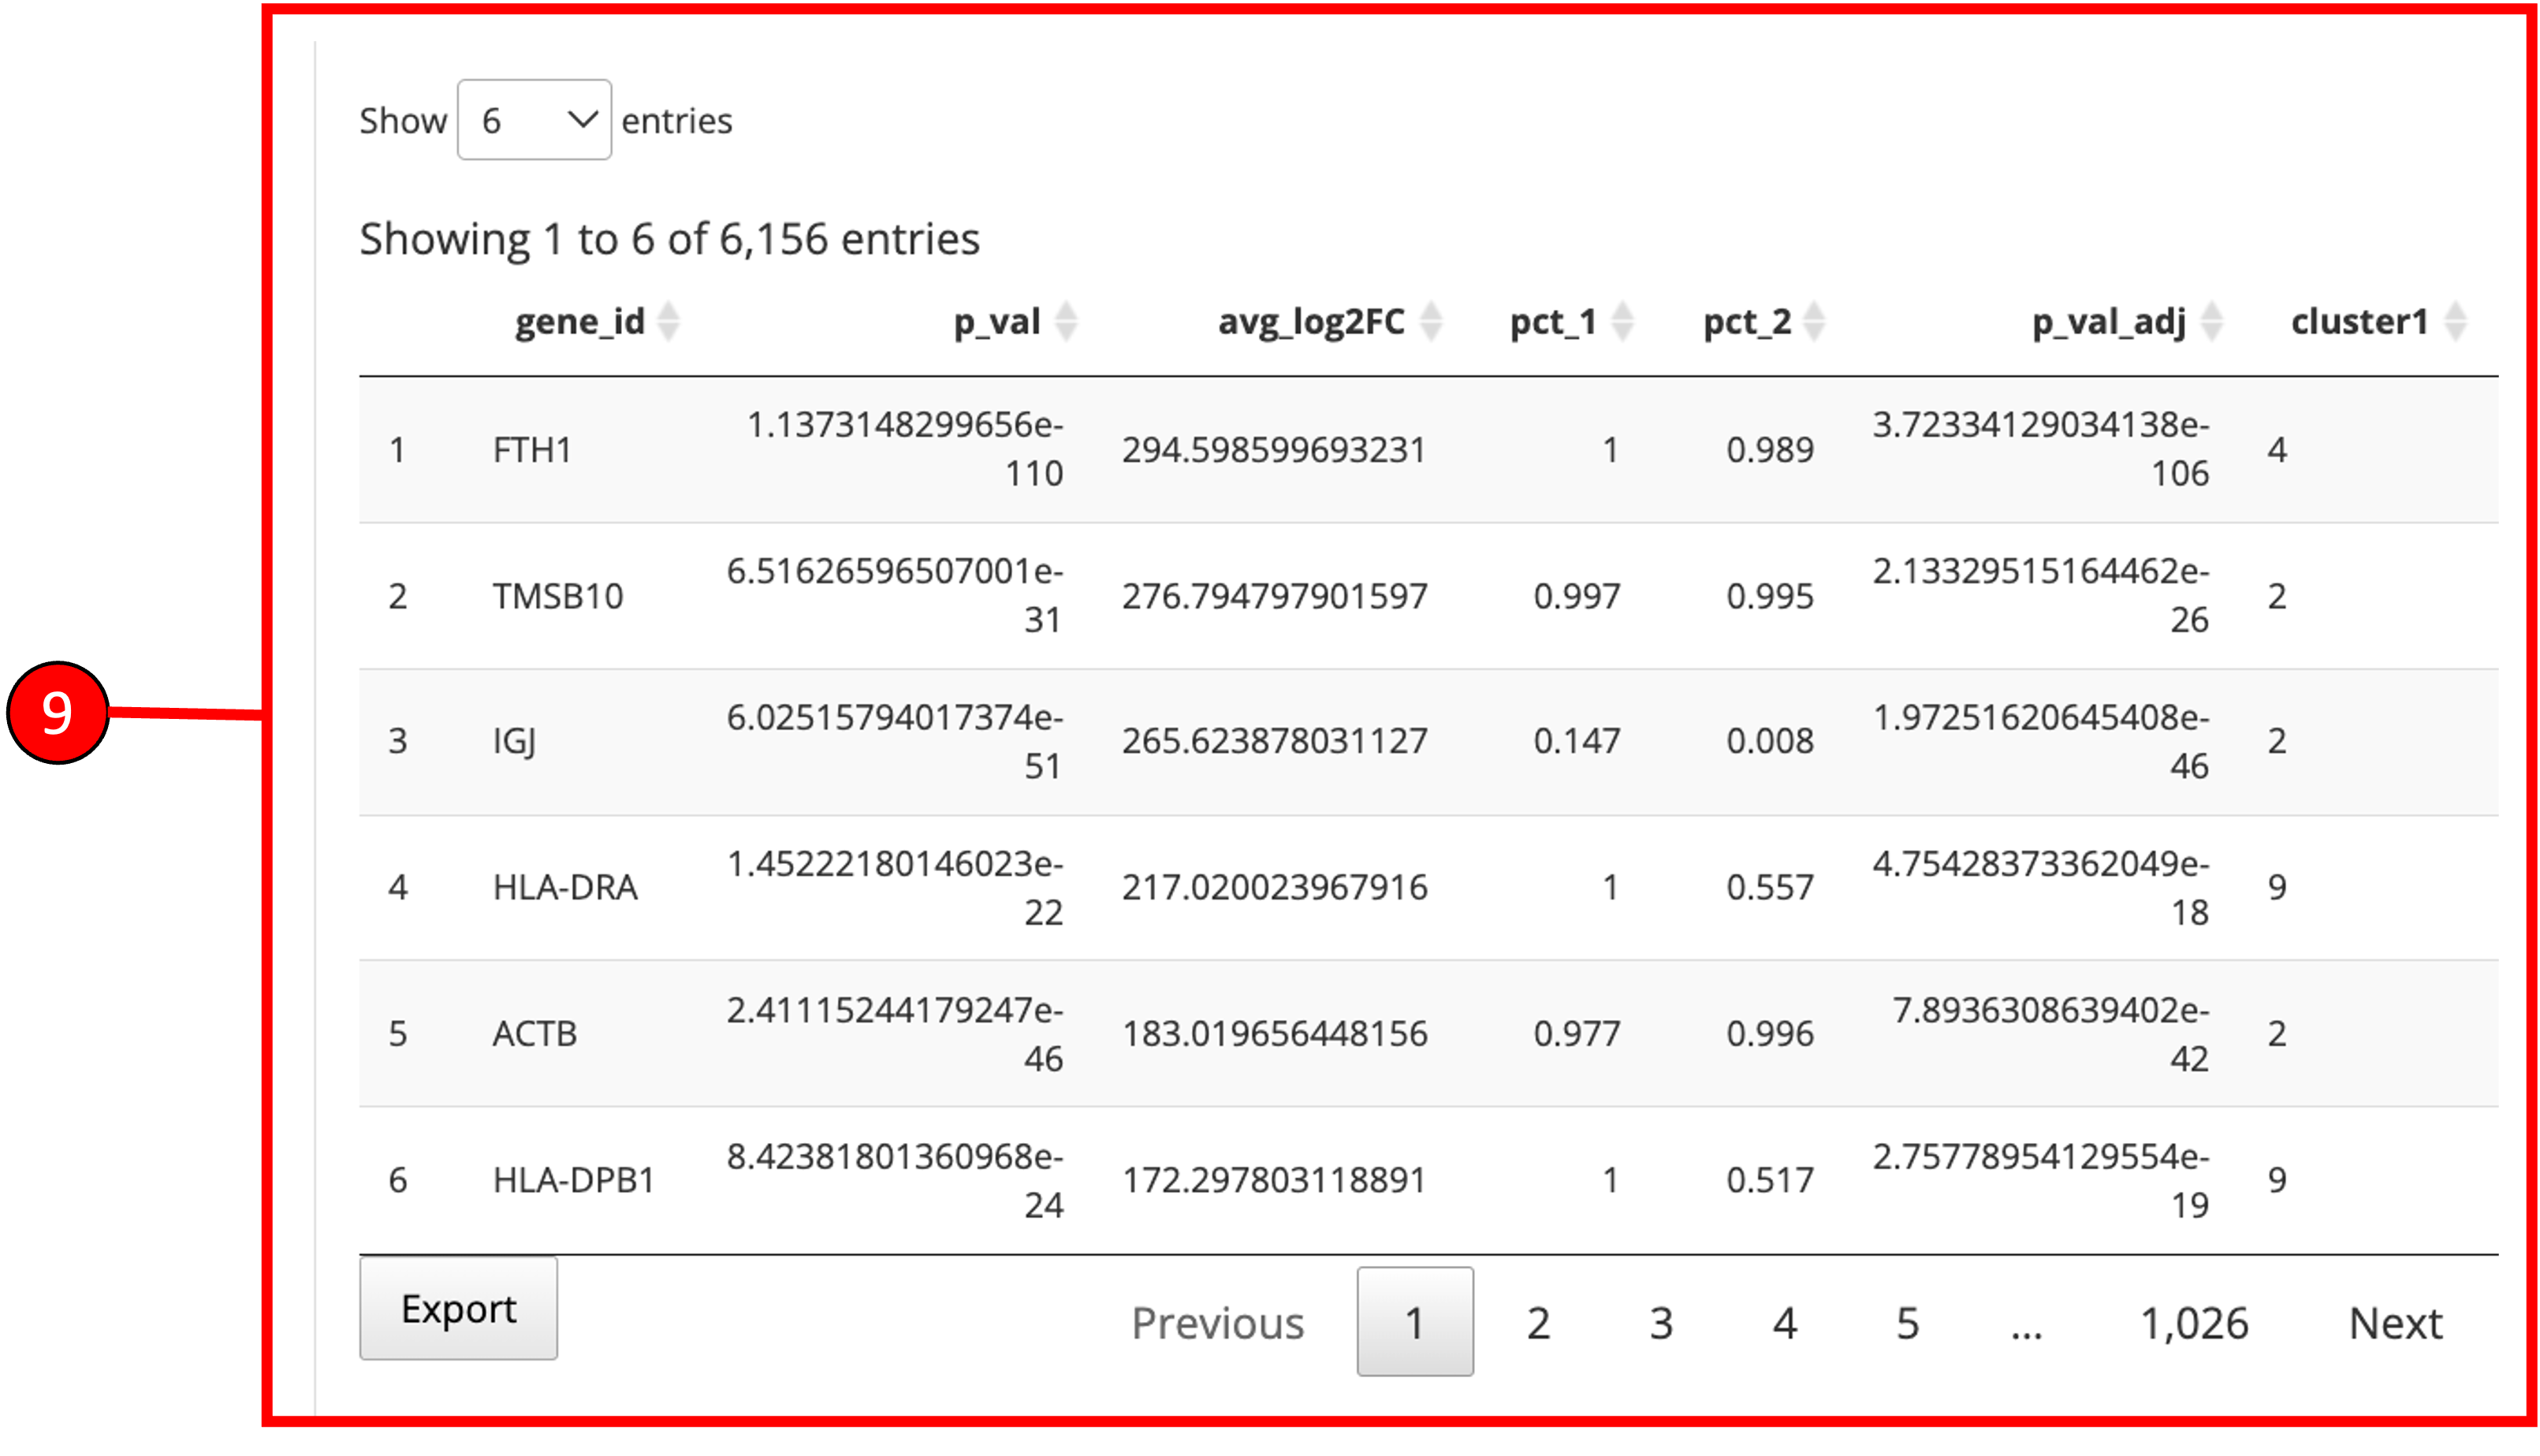 Show 6 entries
Showing 1 to 6 of 6,156 entries
gene_id p_val avg_log2FC pct_1 pct_2 p_val_adj cluster1
1 FTH1 1.1373148299656e-110 294.598599693231 1 0.989 3.72334129034138e-106 4
2 TMSB10 6.51626596507001e-31 276.794797901597 0.997 0.995 2.13329515164462e-26 2
3 IGJ 6.02515794017374e-51 265.623878031127 0.147 0.008 1.97251620645408e-46 2
4 HLA-DRA 1.45222180146023e-22 217.020023967916 1 0.557 4.75428373362049e-18 9
5 ACTB 2.41115244179247e-46 183.019656448156 0.977 0.996 7.8936308639402e-42 2
6 HLA-DPB1 8.42381801360968e-24 172.297803118891 1 0.517 2.75778954129554e-19 9
Export Previous 1 2 3 4 5 ... 1,026 Next
9